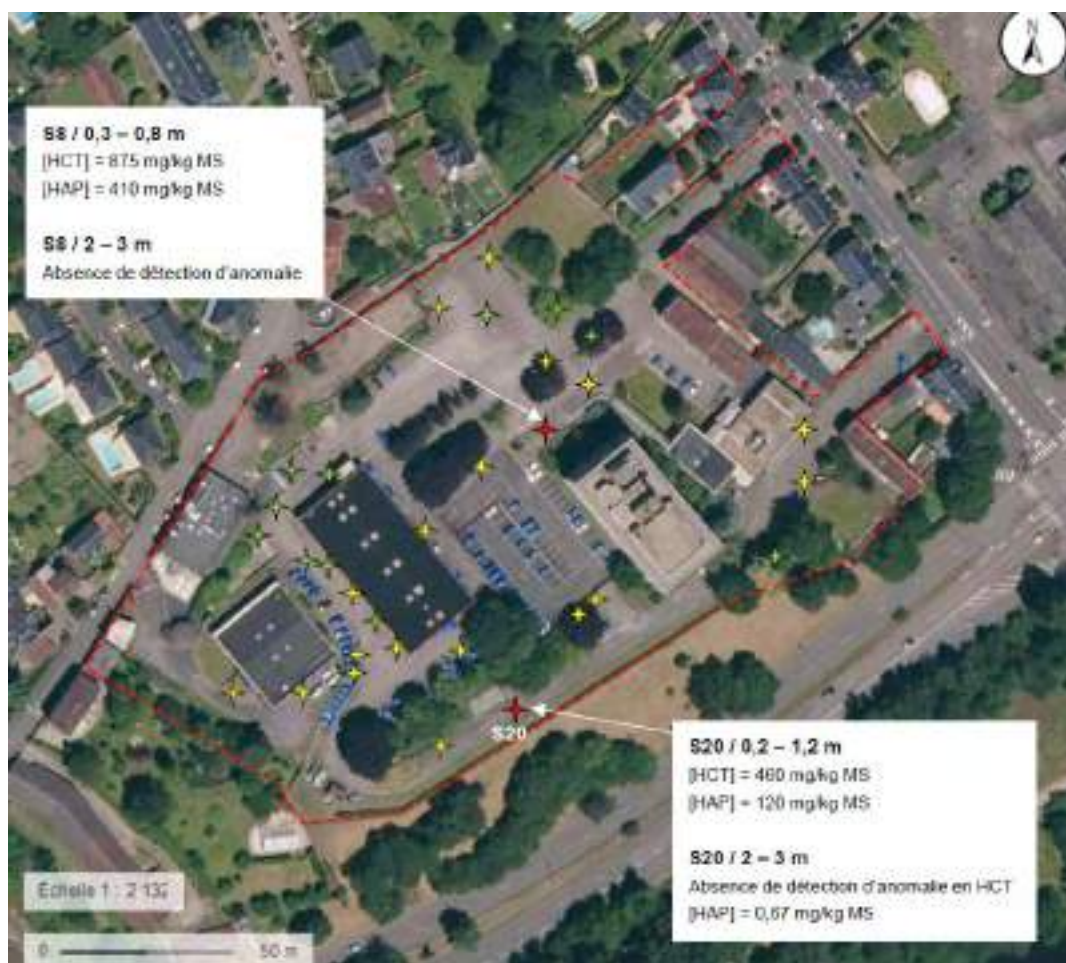 N
S8 / 0,3 – 0,8 m
[HCT] = 875 mg/kg MS
[HAP] = 410 mg/kg MS
S8 / 2 – 3 m
Absence de détection d'anomalie
S20
S20 / 0,2 – 1,2 m
[HCT] = 460 mg/kg MS
[HAP] = 120 mg/kg MS
S20 / 2 – 3 m
Absence de détection d'anomalie en HCT
[HAP] = 0,67 mg/kg MS
Échelle 1 : 2 132
0 50 m